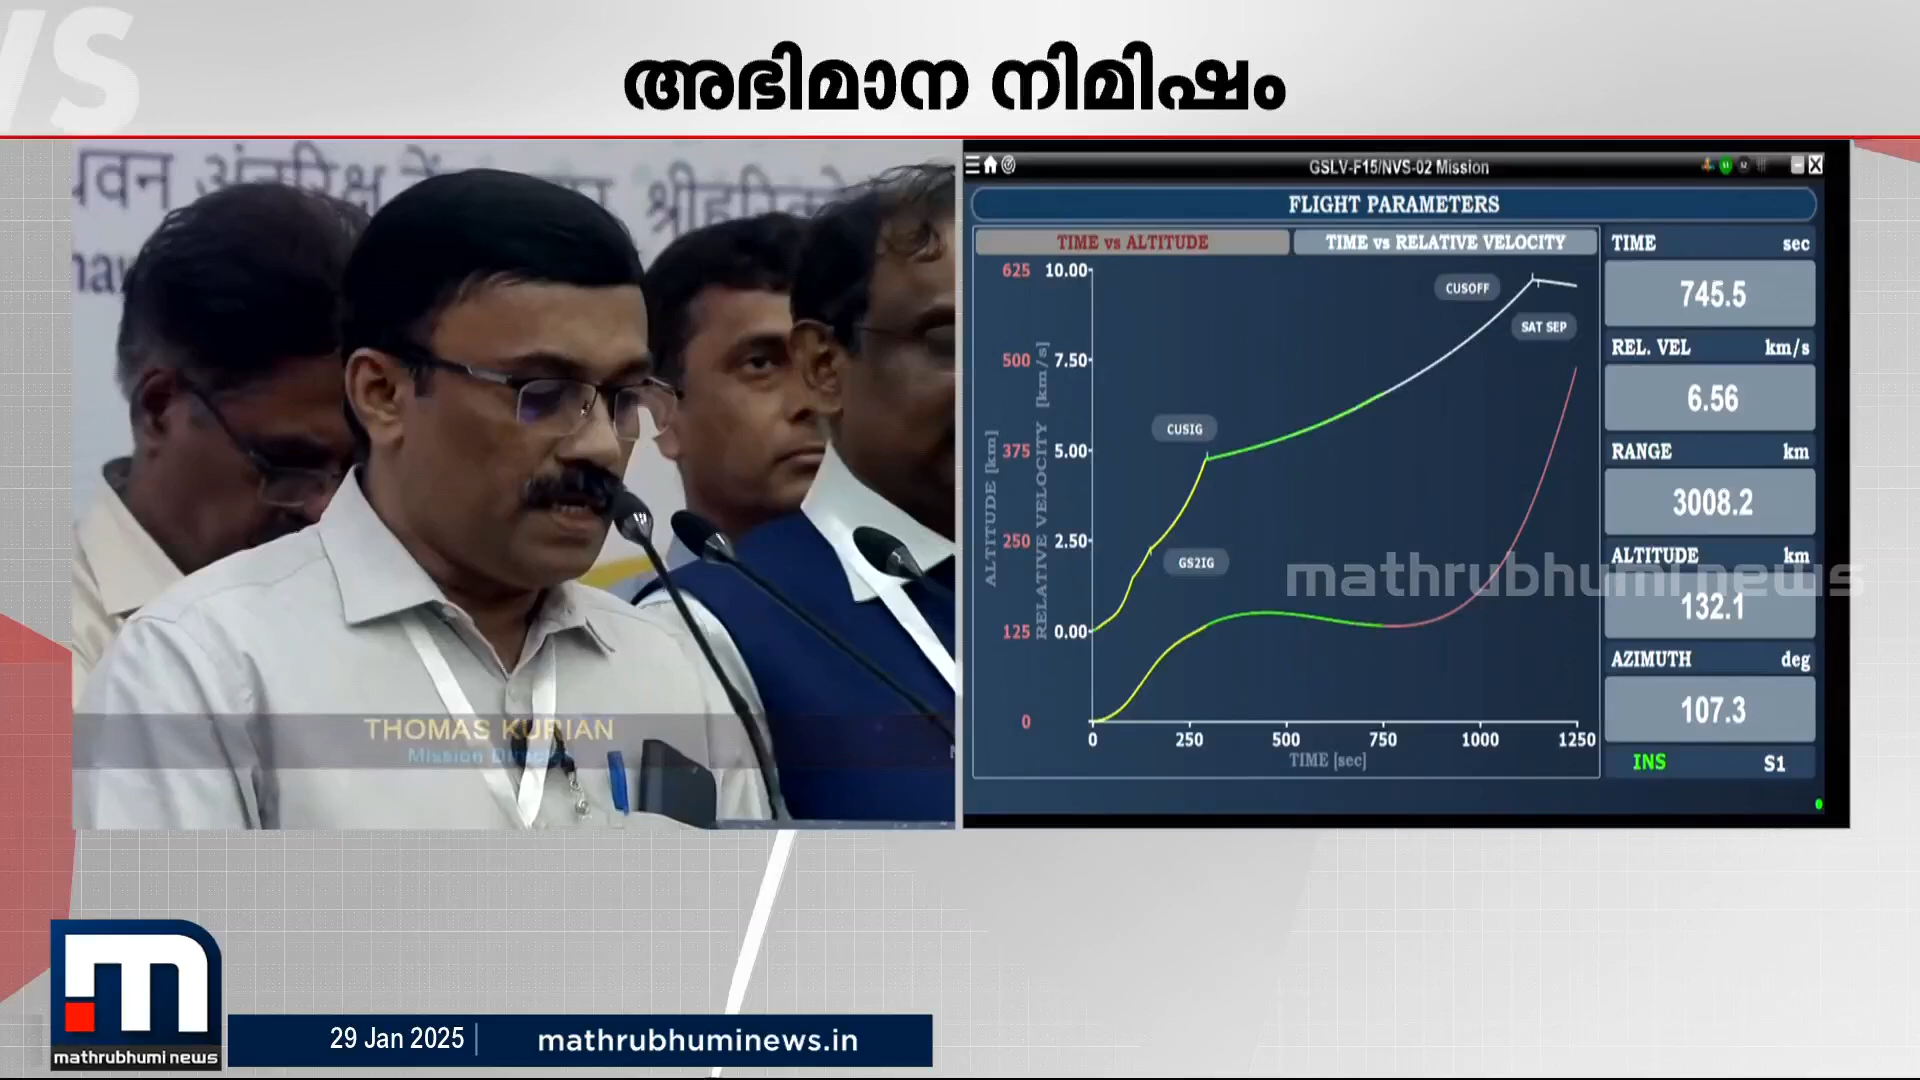 അഭിമാന നിമിഷം
GSLV-F15/NVS-02 Mission
FLIGHT PARAMETERS
TIME vs ALTITUDE
TIME vs RELATIVE VELOCITY
625
500
375
250
125
0
ALTITUDE [km]
10.00
7.50
5.00
2.50
0.00
RELATIVE VELOCITY [km/s]
CUSOFF
SAT SEP
CUSIG
GS2IG
0 250 500 750 1000 1250
TIME [sec]
TIME sec
745.5
REL. VEL km/s
6.56
RANGE km
3008.2
ALTITUDE km
132.1
AZIMUTH deg
107.3
INS S1
mathrubhumi news
THOMAS KURIAN
Mission
mathrubhumi news
29 Jan 2025
mathrubhuminews.in